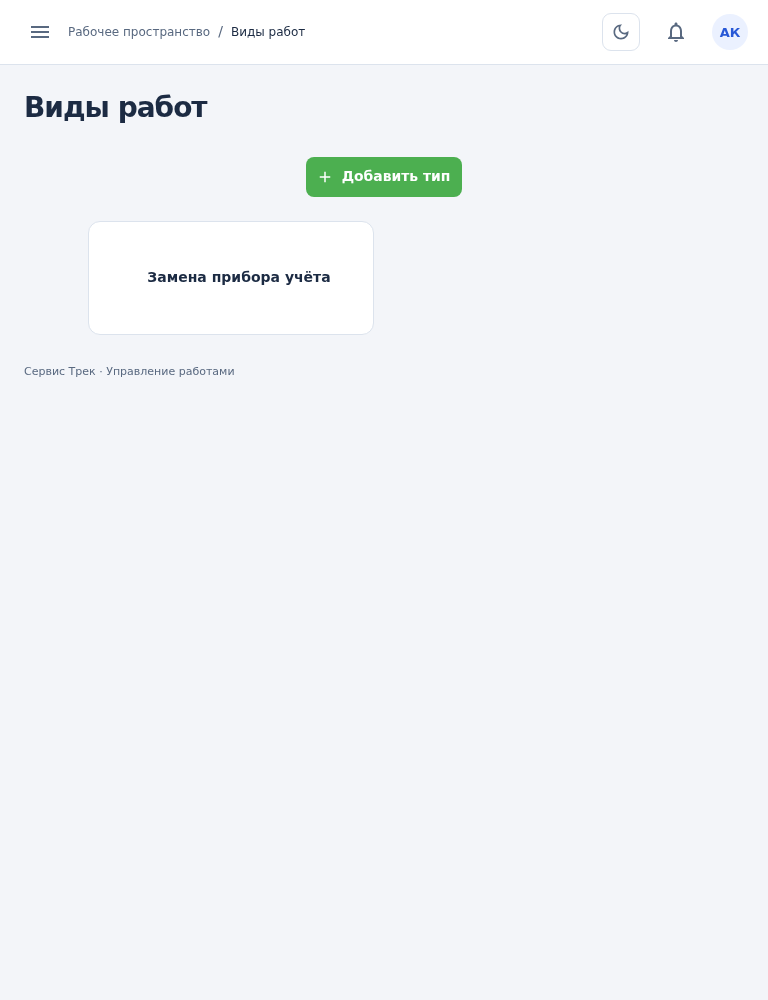 Рабочее пространство / Виды работ
АК
Виды работ
+ Добавить тип
Замена прибора учёта
Сервис Трек · Управление работами